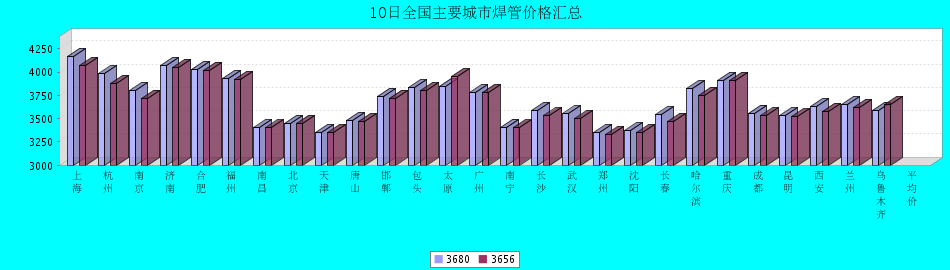 10日全国主要城市焊管价格汇总
4250
4000
3750
3500
3250
3000
上海
杭州
南京
济南
合肥
福州
南昌
北京
天津
唐山
邯郸
包头
太原
广州
南宁
长沙
武汉
郑州
沈阳
长春
哈尔滨
重庆
成都
昆明
西安
兰州
乌鲁木齐
平均价
3680 3656